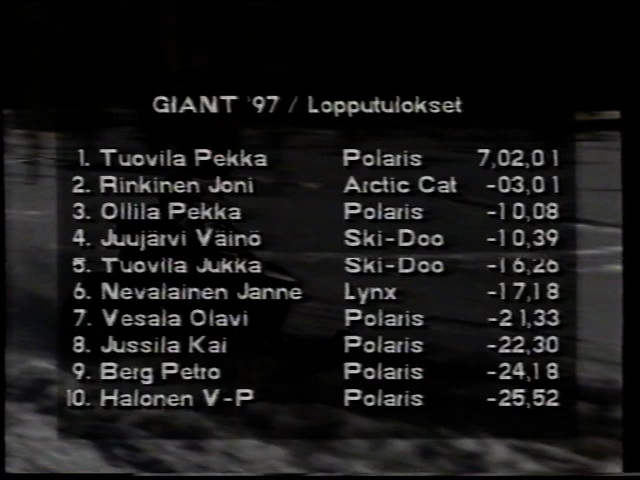 GIANT '97 / Lopputulokset
1. Tuovila Pekka Polaris 7,02,01
2. Rinkinen Joni Arctic Cat -03,01
3. Ollila Pekka Polaris -10,08
4. Juujärvi Väinö Ski-Doo -10,39
5. Tuovila Jukka Ski-Doo -16,26
6. Nevalainen Janne Lynx -17,18
7. Vesala Olavi Polaris -21,33
8. Jussila Kai Polaris -22,30
9. Berg Petro Polaris -24,18
10. Halonen V-P Polaris -25,52